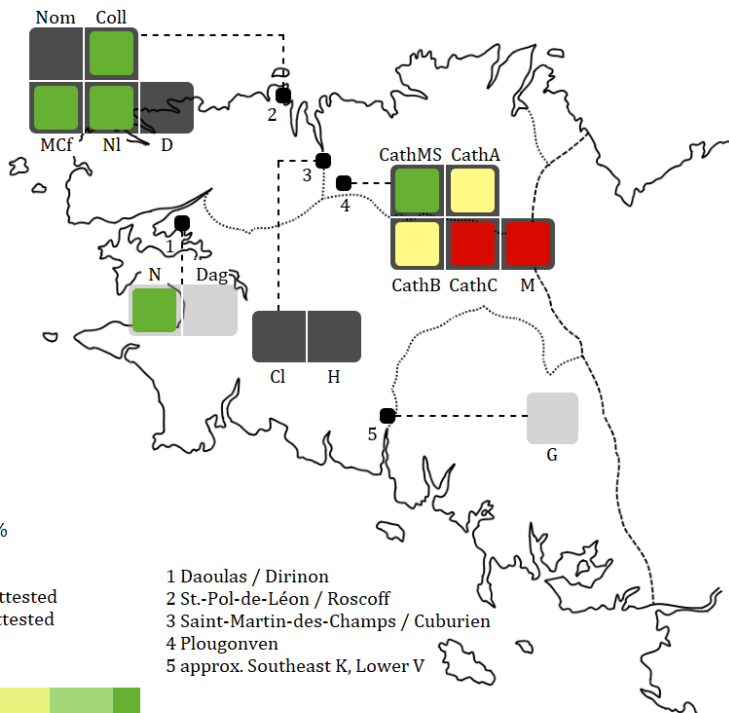 Nom Coll
2
MCf Nl D
3
CathMS CathA
4
1
N Dag
CathB CathC M
Cl H
5
G
%
ttested
ttested
1 Daoulas / Dirinon
2 St.-Pol-de-Léon / Roscoff
3 Saint-Martin-des-Champs / Cuburien
4 Plougonven
5 approx. Southeast K, Lower V